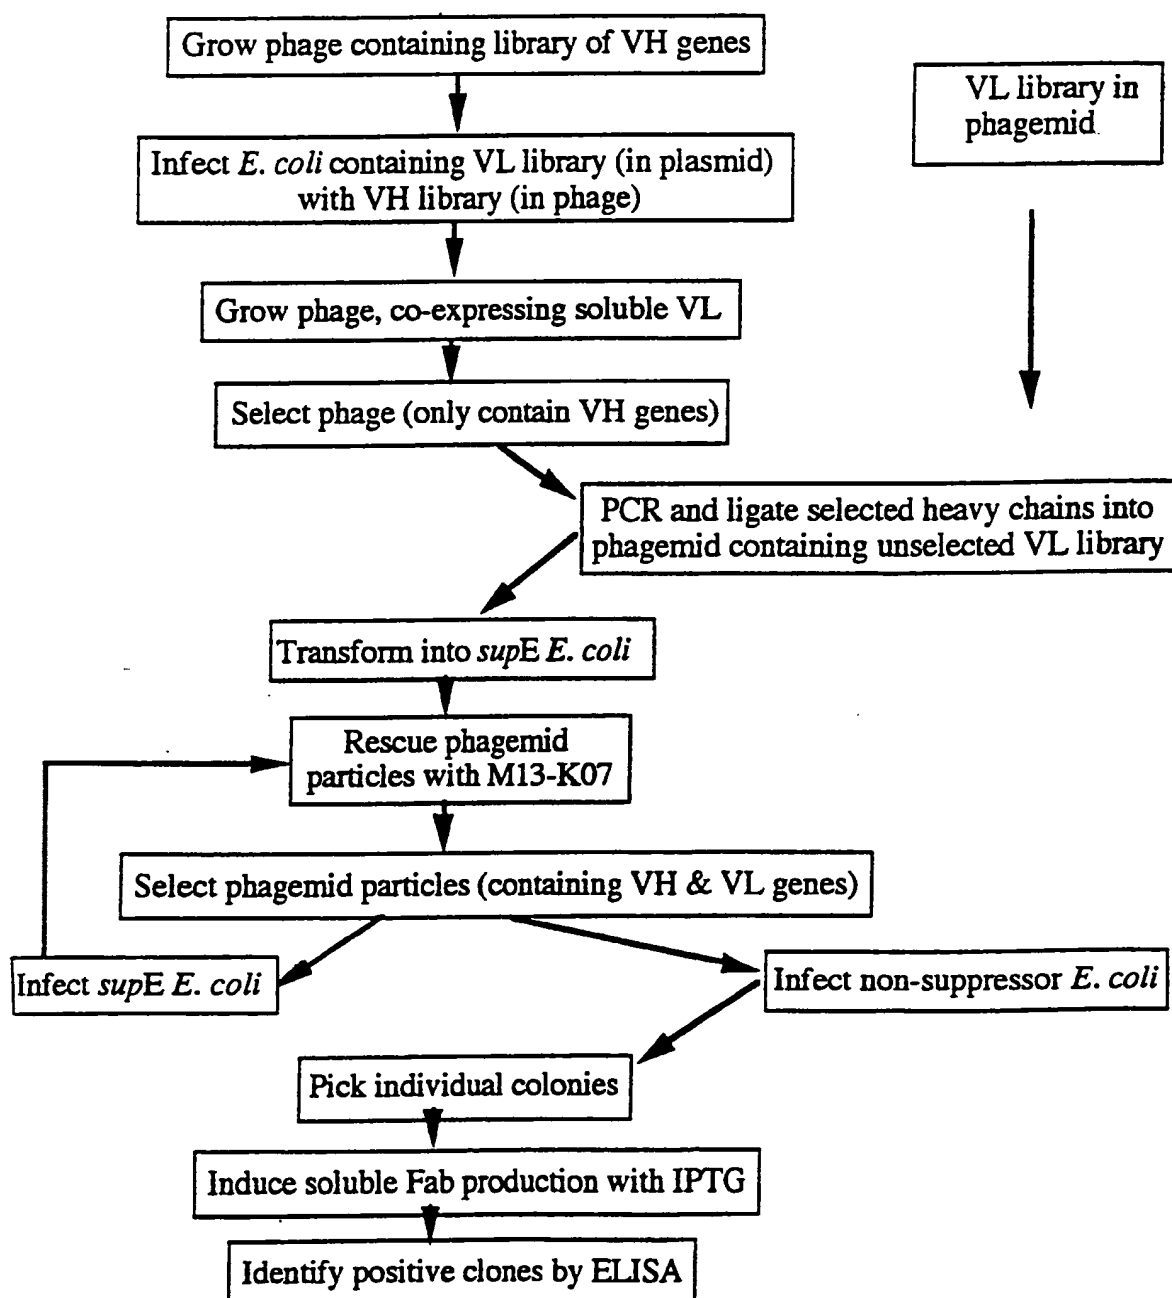 Grow phage containing library of VH genes
VL library in
phagemid
Infect E. coli containing VL library (in plasmid)
with VH library (in phage)
Grow phage, co-expressing soluble VL
Select phage (only contain VH genes)
PCR and ligate selected heavy chains into
phagemid containing unselected VL library
Transform into supE E. coli
Rescue phagemid
particles with M13-K07
Select phagemid particles (containing VH & VL genes)
Infect supE E. coli
Infect non-suppressor E. coli
Pick individual colonies
Induce soluble Fab production with IPTG
Identify positive clones by ELISA